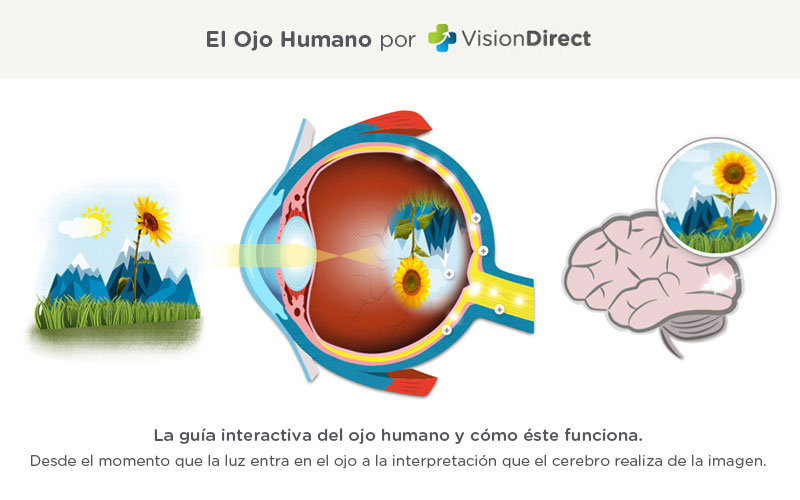 El Ojo Humano por VisionDirect
La guía interactiva del ojo humano y cómo éste funciona.
Desde el momento que la luz entra en el ojo a la interpretación que el cerebro realiza de la imagen.